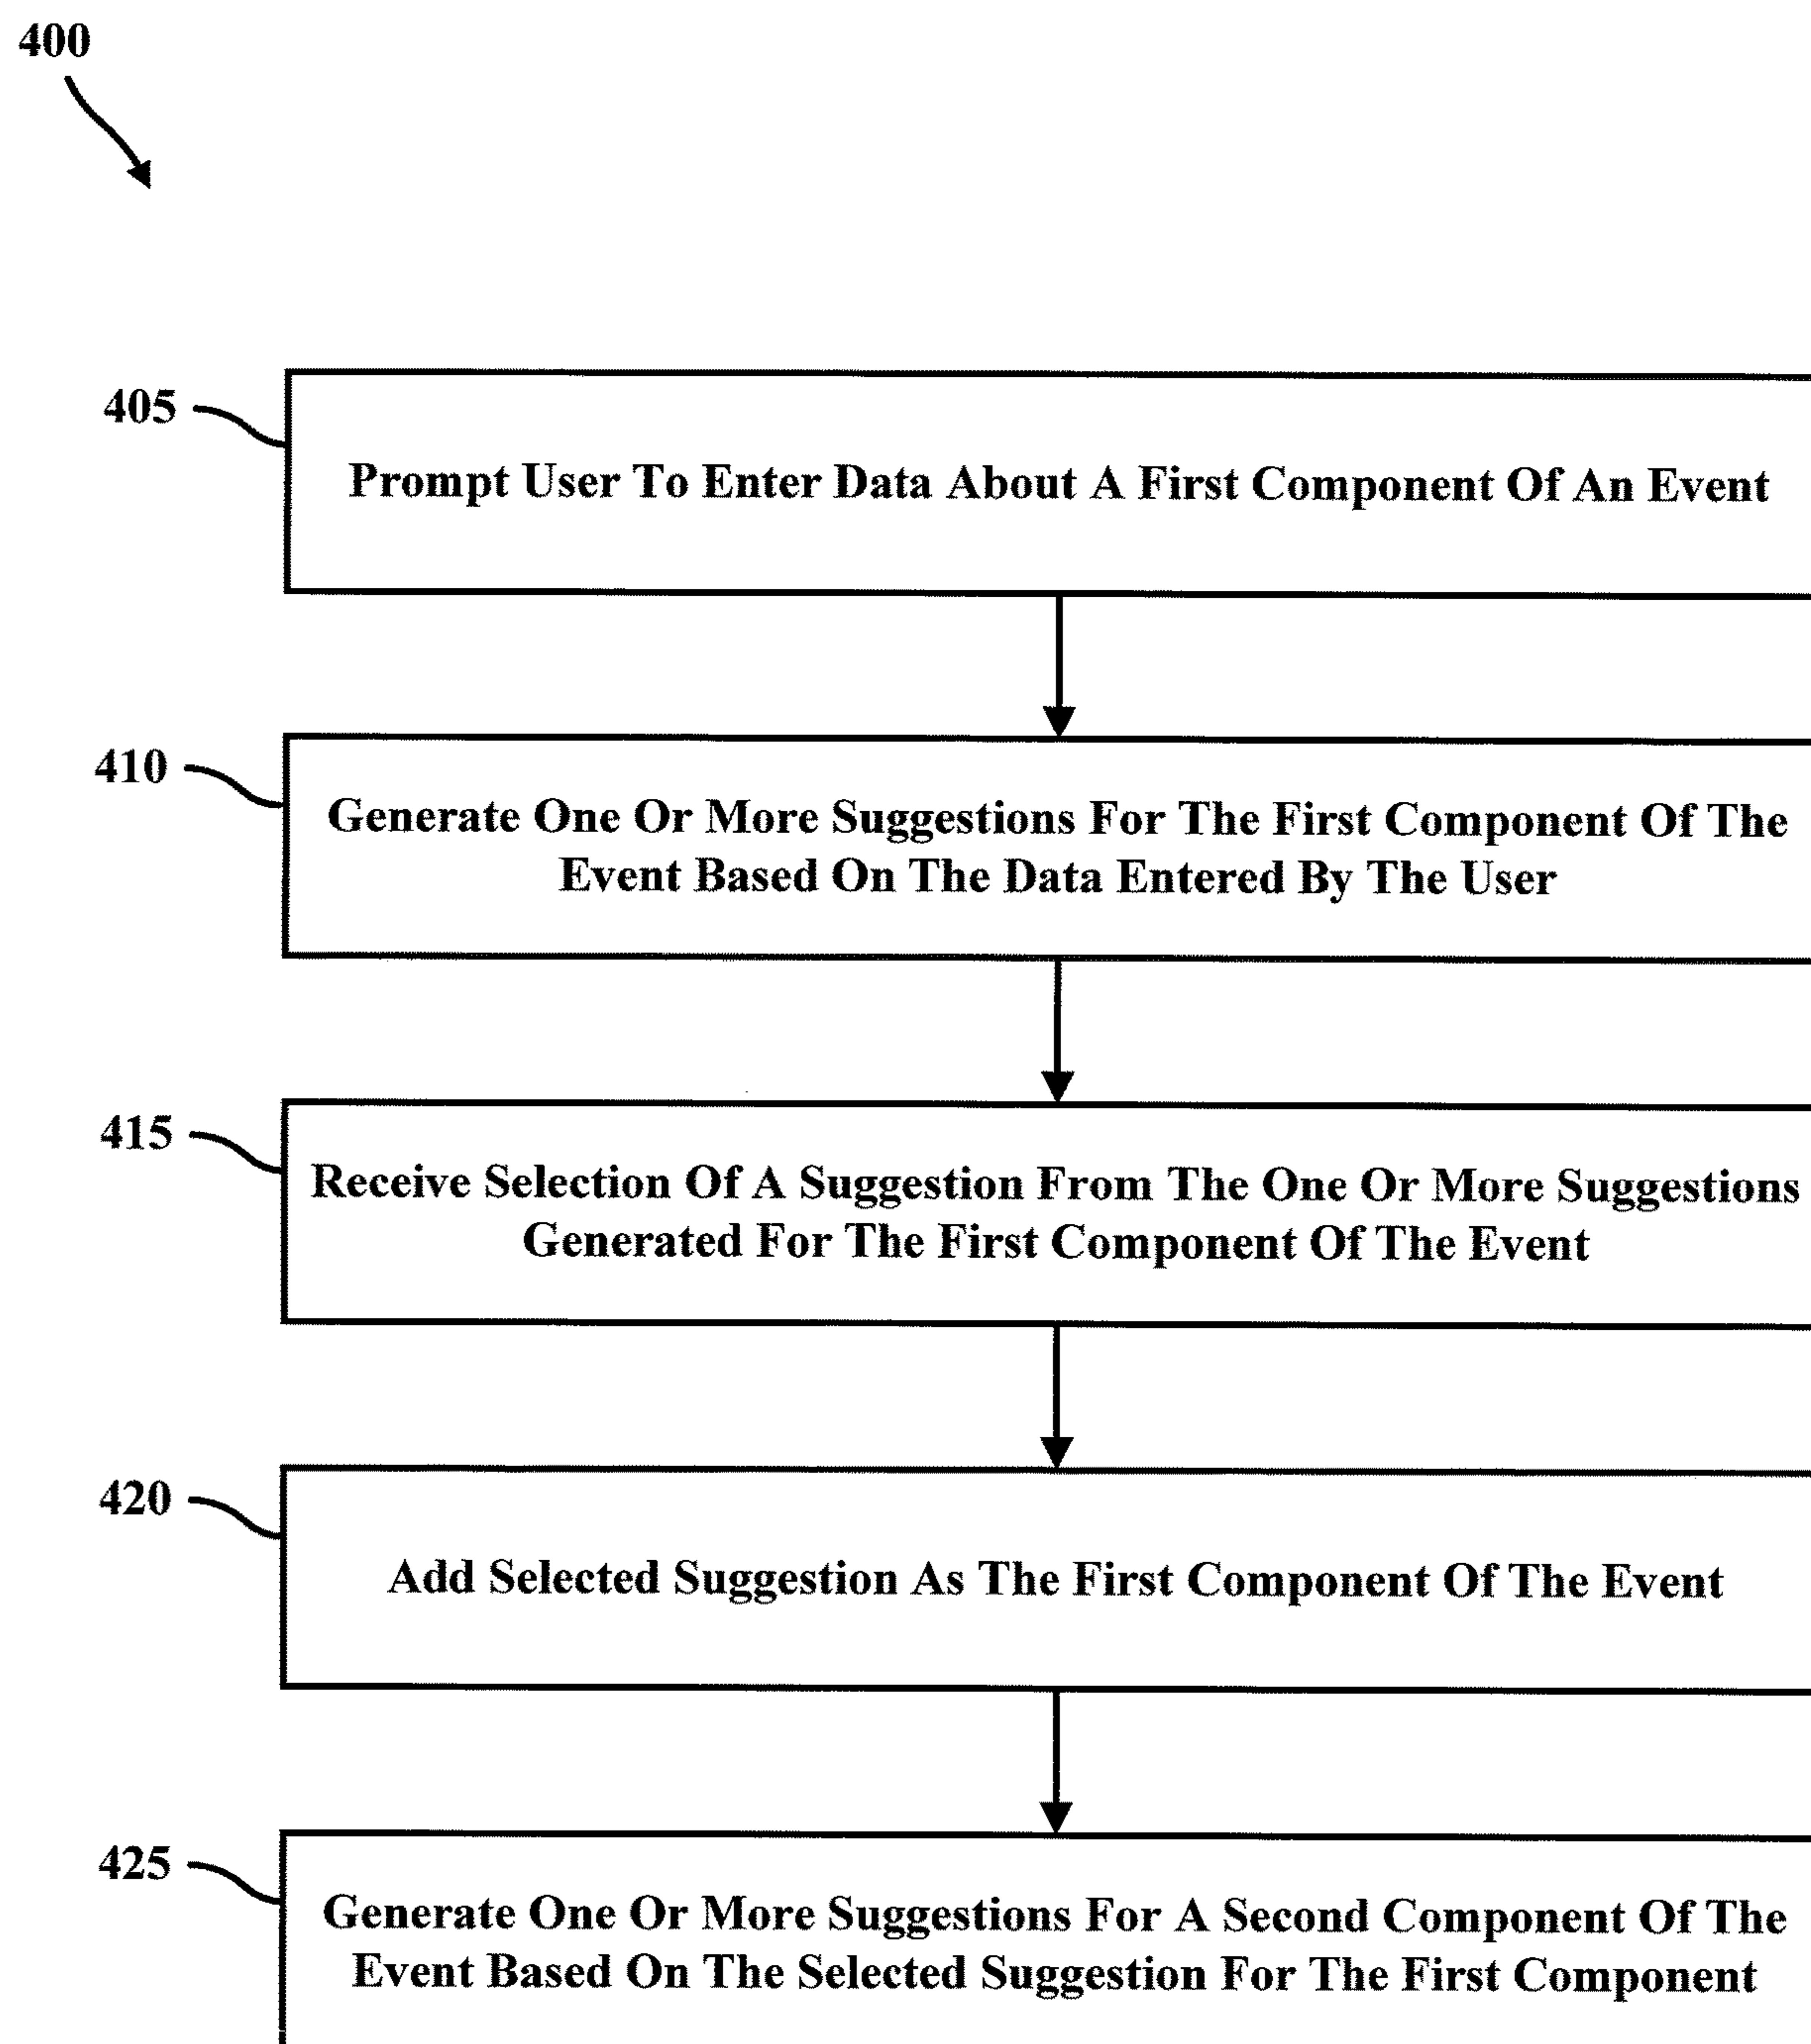 400
405
Prompt User To Enter Data About A First Component Of An Event
410
Generate One Or More Suggestions For The First Component Of The
Event Based On The Data Entered By The User
415
Receive Selection Of A Suggestion From The One Or More Suggestions
Generated For The First Component Of The Event
420
Add Selected Suggestion As The First Component Of The Event
425
Generate One Or More Suggestions For A Second Component Of The
Event Based On The Selected Suggestion For The First Component